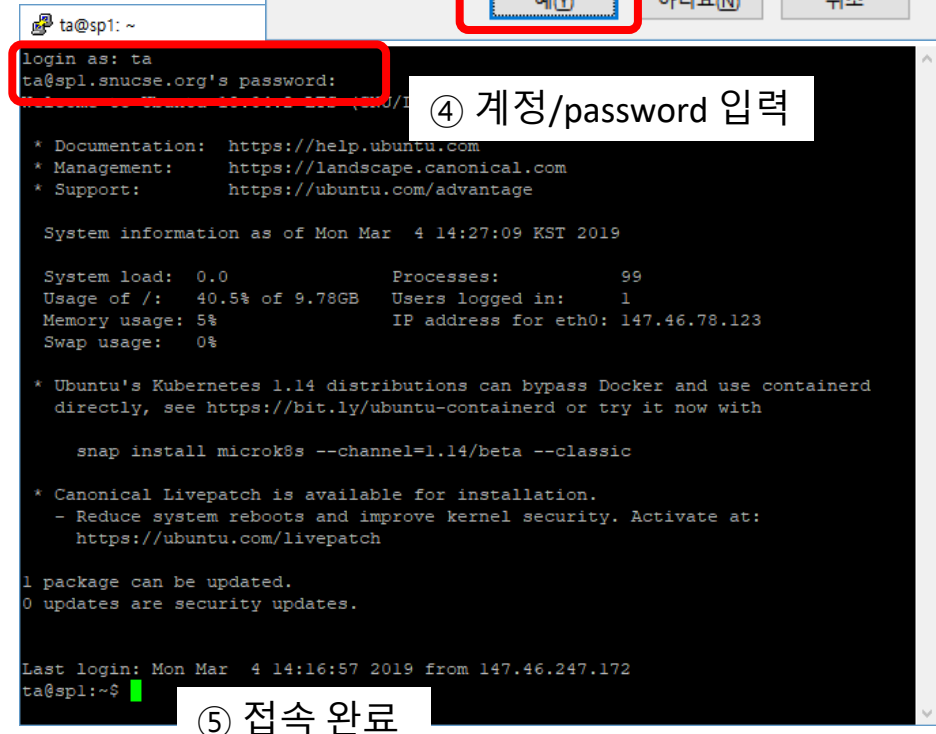 예(Y) 아니요(N) 취소
ta@sp1: ~
login as: ta
ta@sp1.snucse.org's password:
④ 계정/password 입력
* Documentation: https://help.ubuntu.com
* Management: https://landscape.canonical.com
* Support: https://ubuntu.com/advantage
System information as of Mon Mar 4 14:27:09 KST 2019
System load: 0.0 Processes: 99
Usage of /: 40.5% of 9.78GB Users logged in: 1
Memory usage: 5% IP address for eth0: 147.46.78.123
Swap usage: 0%
* Ubuntu's Kubernetes 1.14 distributions can bypass Docker and use containerd
directly, see https://bit.ly/ubuntu-containerd or try it now with
snap install microk8s --channel=1.14/beta --classic
* Canonical Livepatch is available for installation.
- Reduce system reboots and improve kernel security. Activate at:
https://ubuntu.com/livepatch
1 package can be updated.
0 updates are security updates.
Last login: Mon Mar 4 14:16:57 2019 from 147.46.247.172
ta@sp1:~$
⑤ 접속 완료